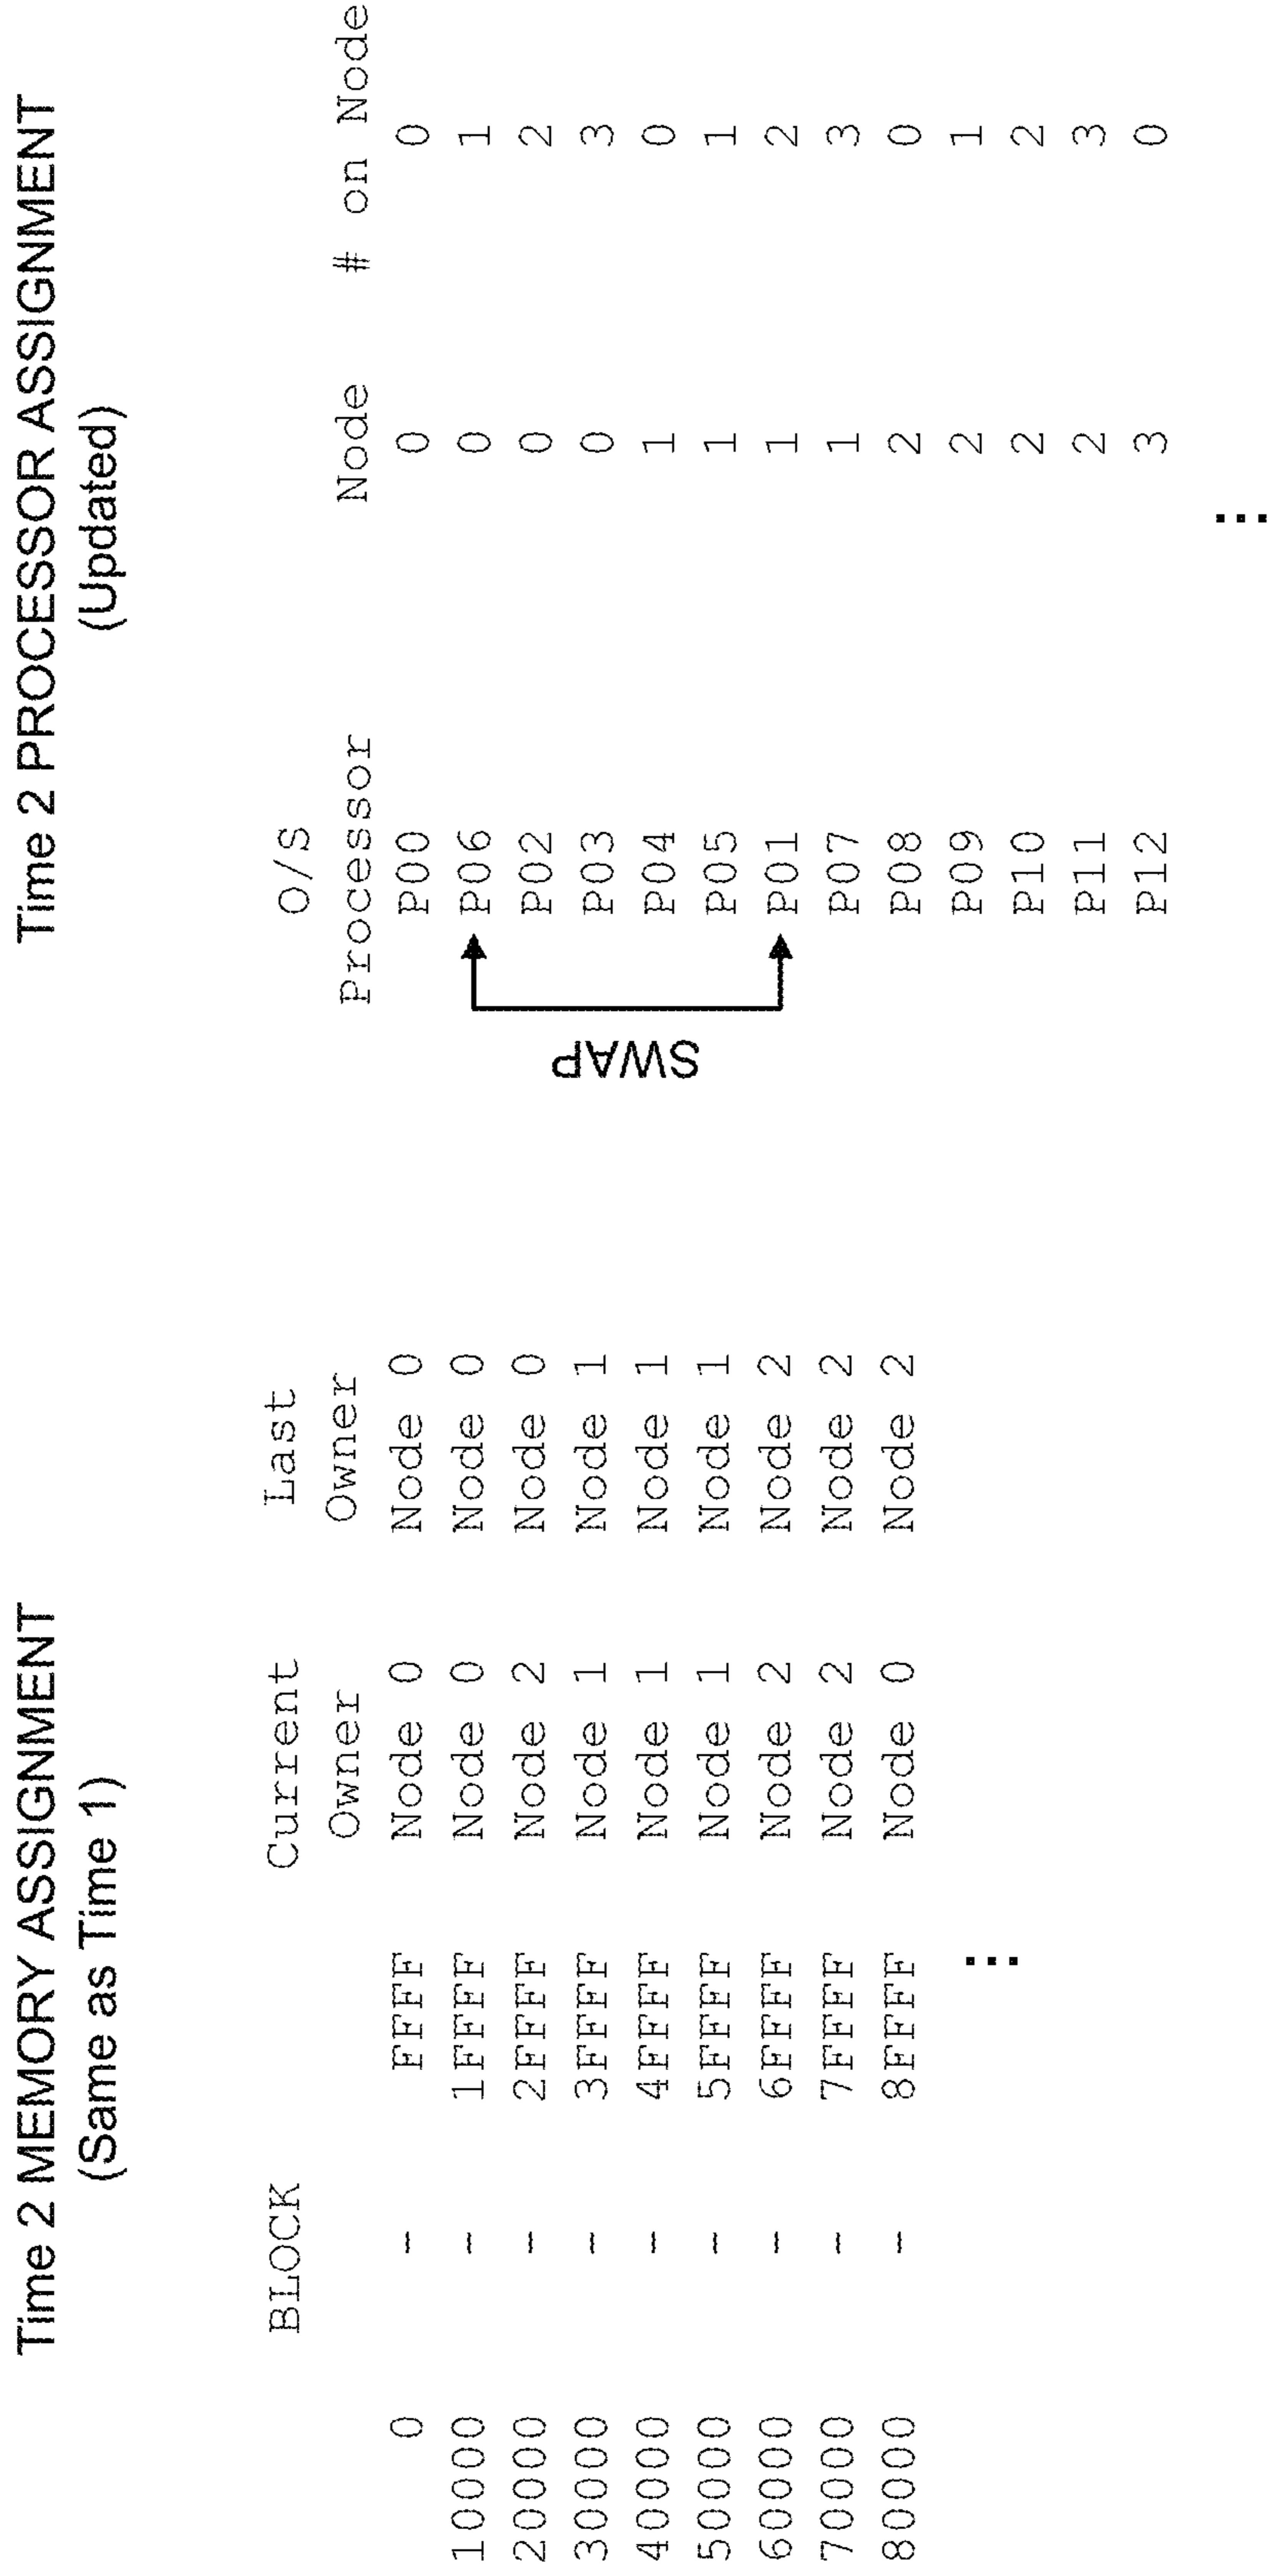 Time 2 MEMORY ASSIGNMENT
(Same as Time 1)
BLOCK Current Last
Owner Owner
0 - FFFF Node 0 Node 0
10000 - 1FFFF Node 0 Node 0
20000 - 2FFFF Node 2 Node 0
30000 - 3FFFF Node 1 Node 1
40000 - 4FFFF Node 1 Node 1
50000 - 5FFFF Node 1 Node 1
60000 - 6FFFF Node 2 Node 2
70000 - 7FFFF Node 2 Node 2
80000 - 8FFFF Node 0 Node 2
...
Time 2 PROCESSOR ASSIGNMENT
(Updated)
O/S
Processor Node # on Node
P00 0 0
P06 0 1
P02 0 2
P03 0 3
P04 1 0
P05 1 1
P01 1 2
P07 1 3
P08 2 0
P09 2 1
P10 2 2
P11 2 3
P12 3 0
...
SWAP